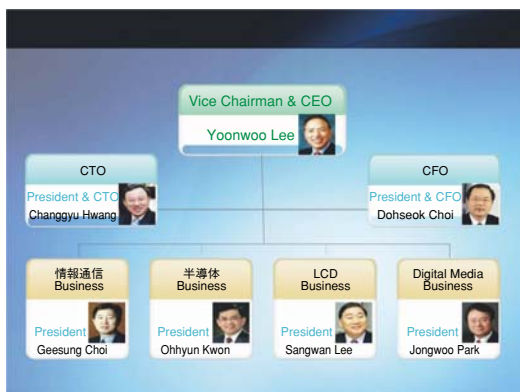 Vice Chairman & CEO
Yoonwoo Lee
CTO
President & CTO
Changgyu Hwang
CFO
President & CFO
Dohseok Choi
情報通信
Business
President
Geesung Choi
半導体
Business
President
Ohhyun Kwon
LCD
Business
President
Sangwan Lee
Digital Media
Business
President
Jongwoo Park